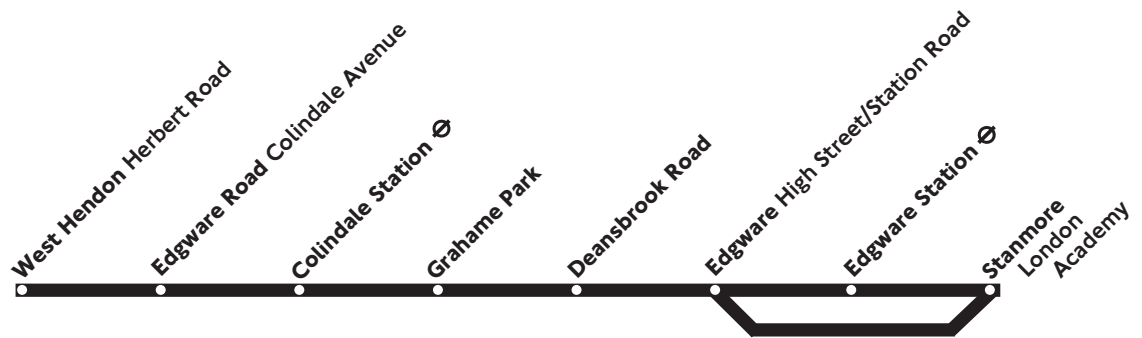 West Hendon Herbert Road
Edgware Road Colindale Avenue
Colindale Station
Grahame Park
Deansbrook Road
Edgware High Street/Station Road
Edgware Station
Stanmore
London
Academy